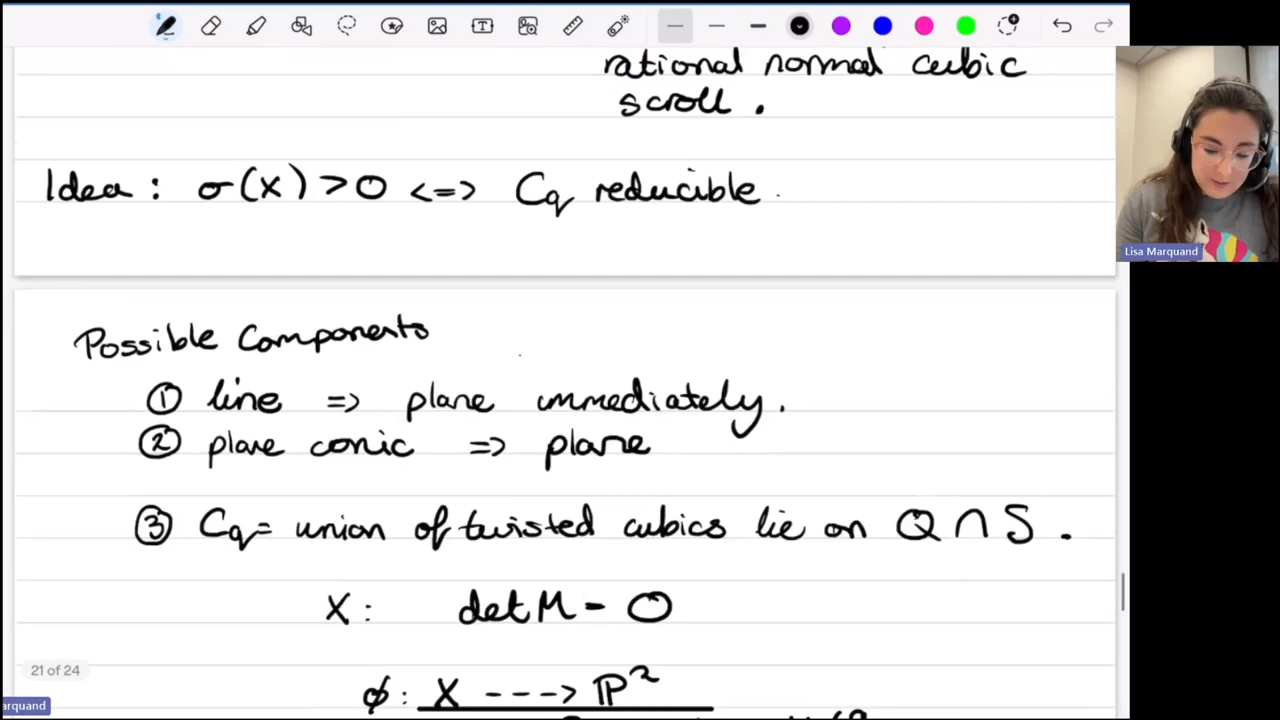 rational normal cubic
scroll.
Idea: σ(X) > 0 <=> Cq reducible.
Lisa Marquand
Possible Components
① line => plane immediately.
② plane conic => plane
③ Cq = union of twisted cubics lie on Q ∩ S.
X: det M = 0
21 of 24
φ: X ---> ℙ²
arquand